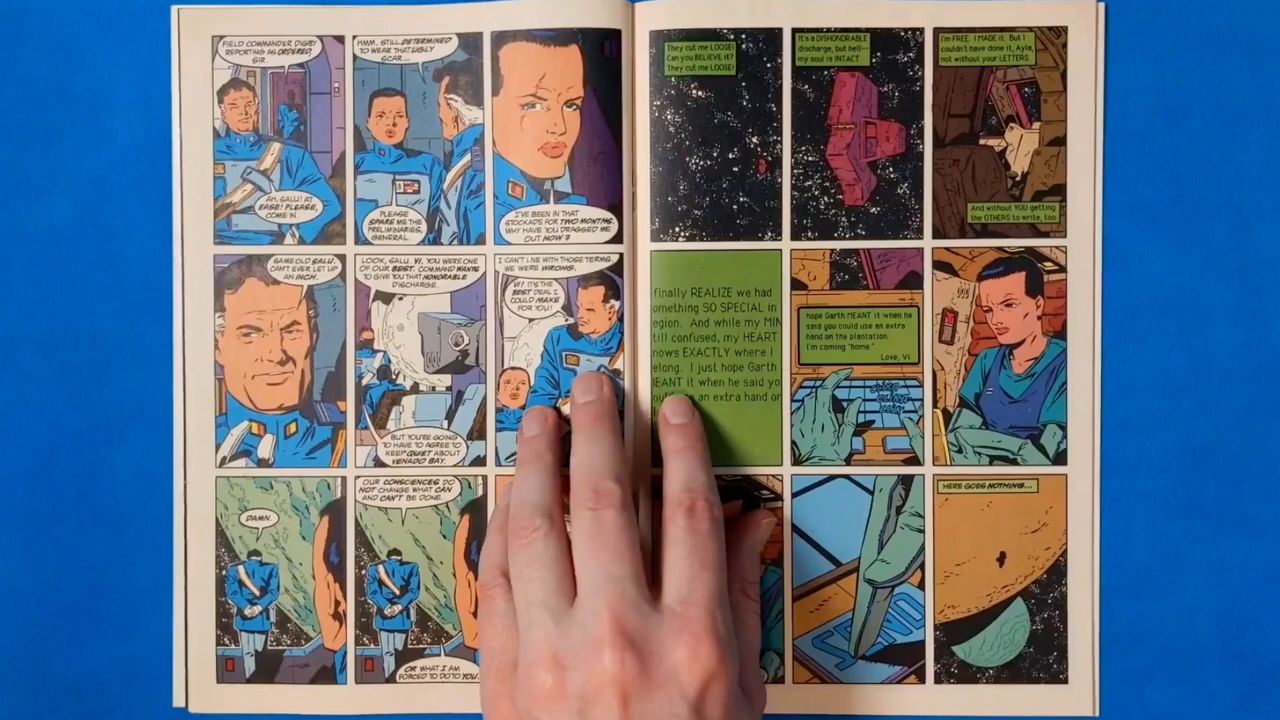 FIELD COMMANDER DIGBY
REPORTING AS ORDERED,
SIR.
AH, SALU! AT
EASE! PLEASE,
COME IN.
HMM. STILL DETERMINED
TO WEAR THAT UGLY
SCAR...
PLEASE
SPARE ME THE
PRELIMINARIES,
GENERAL.
I'VE BEEN IN THAT
STOCKADE FOR TWO MONTHS.
WHY HAVE YOU DRAGGED ME
OUT NOW?
SAME OLD SALU.
CAN'T EVER LET UP
AN INCH.
LOOK, SALU. VI. YOU WERE ONE
OF OUR BEST. COMMAND WANTS
TO GIVE YOU THAT HONORABLE
DISCHARGE.
BUT YOU'RE GOING
TO HAVE TO AGREE TO
KEEP QUIET ABOUT
VENADO BAY.
I CAN'T LIVE WITH THOSE TERMS.
WE WERE WRONG.
VI! IT'S THE
BEST DEAL I
COULD MAKE
FOR YOU!
DAMN.
OUR CONSCIENCES DO
NOT CHANGE WHAT CAN
AND CAN'T BE DONE.
OR WHAT I AM
FORCED TO DO TO YOU.
They cut me LOOSE!
Can you BELIEVE it?
They cut me LOOSE!
It's a DISHONORABLE
discharge, but hell--
my soul is INTACT
I'm FREE. I MADE it. But I
couldn't have done it, Ayla,
not without your LETTERS.
And without YOU getting
the OTHERS to write, too.
finally REALIZE we had
omething SO SPECIAL in
egion. And while my MIN
till confused, my HEART
nows EXACTLY where I
elong. I just hope Garth
EANT it when he said yo
an extra hand or
hope Garth MEANT it when he
said you could use an extra
hand on the plantation.
I'm coming "home."
Love, Vi
CLICK
CLIKA-
CLIK
SEND
HERE GOES NOTHING...